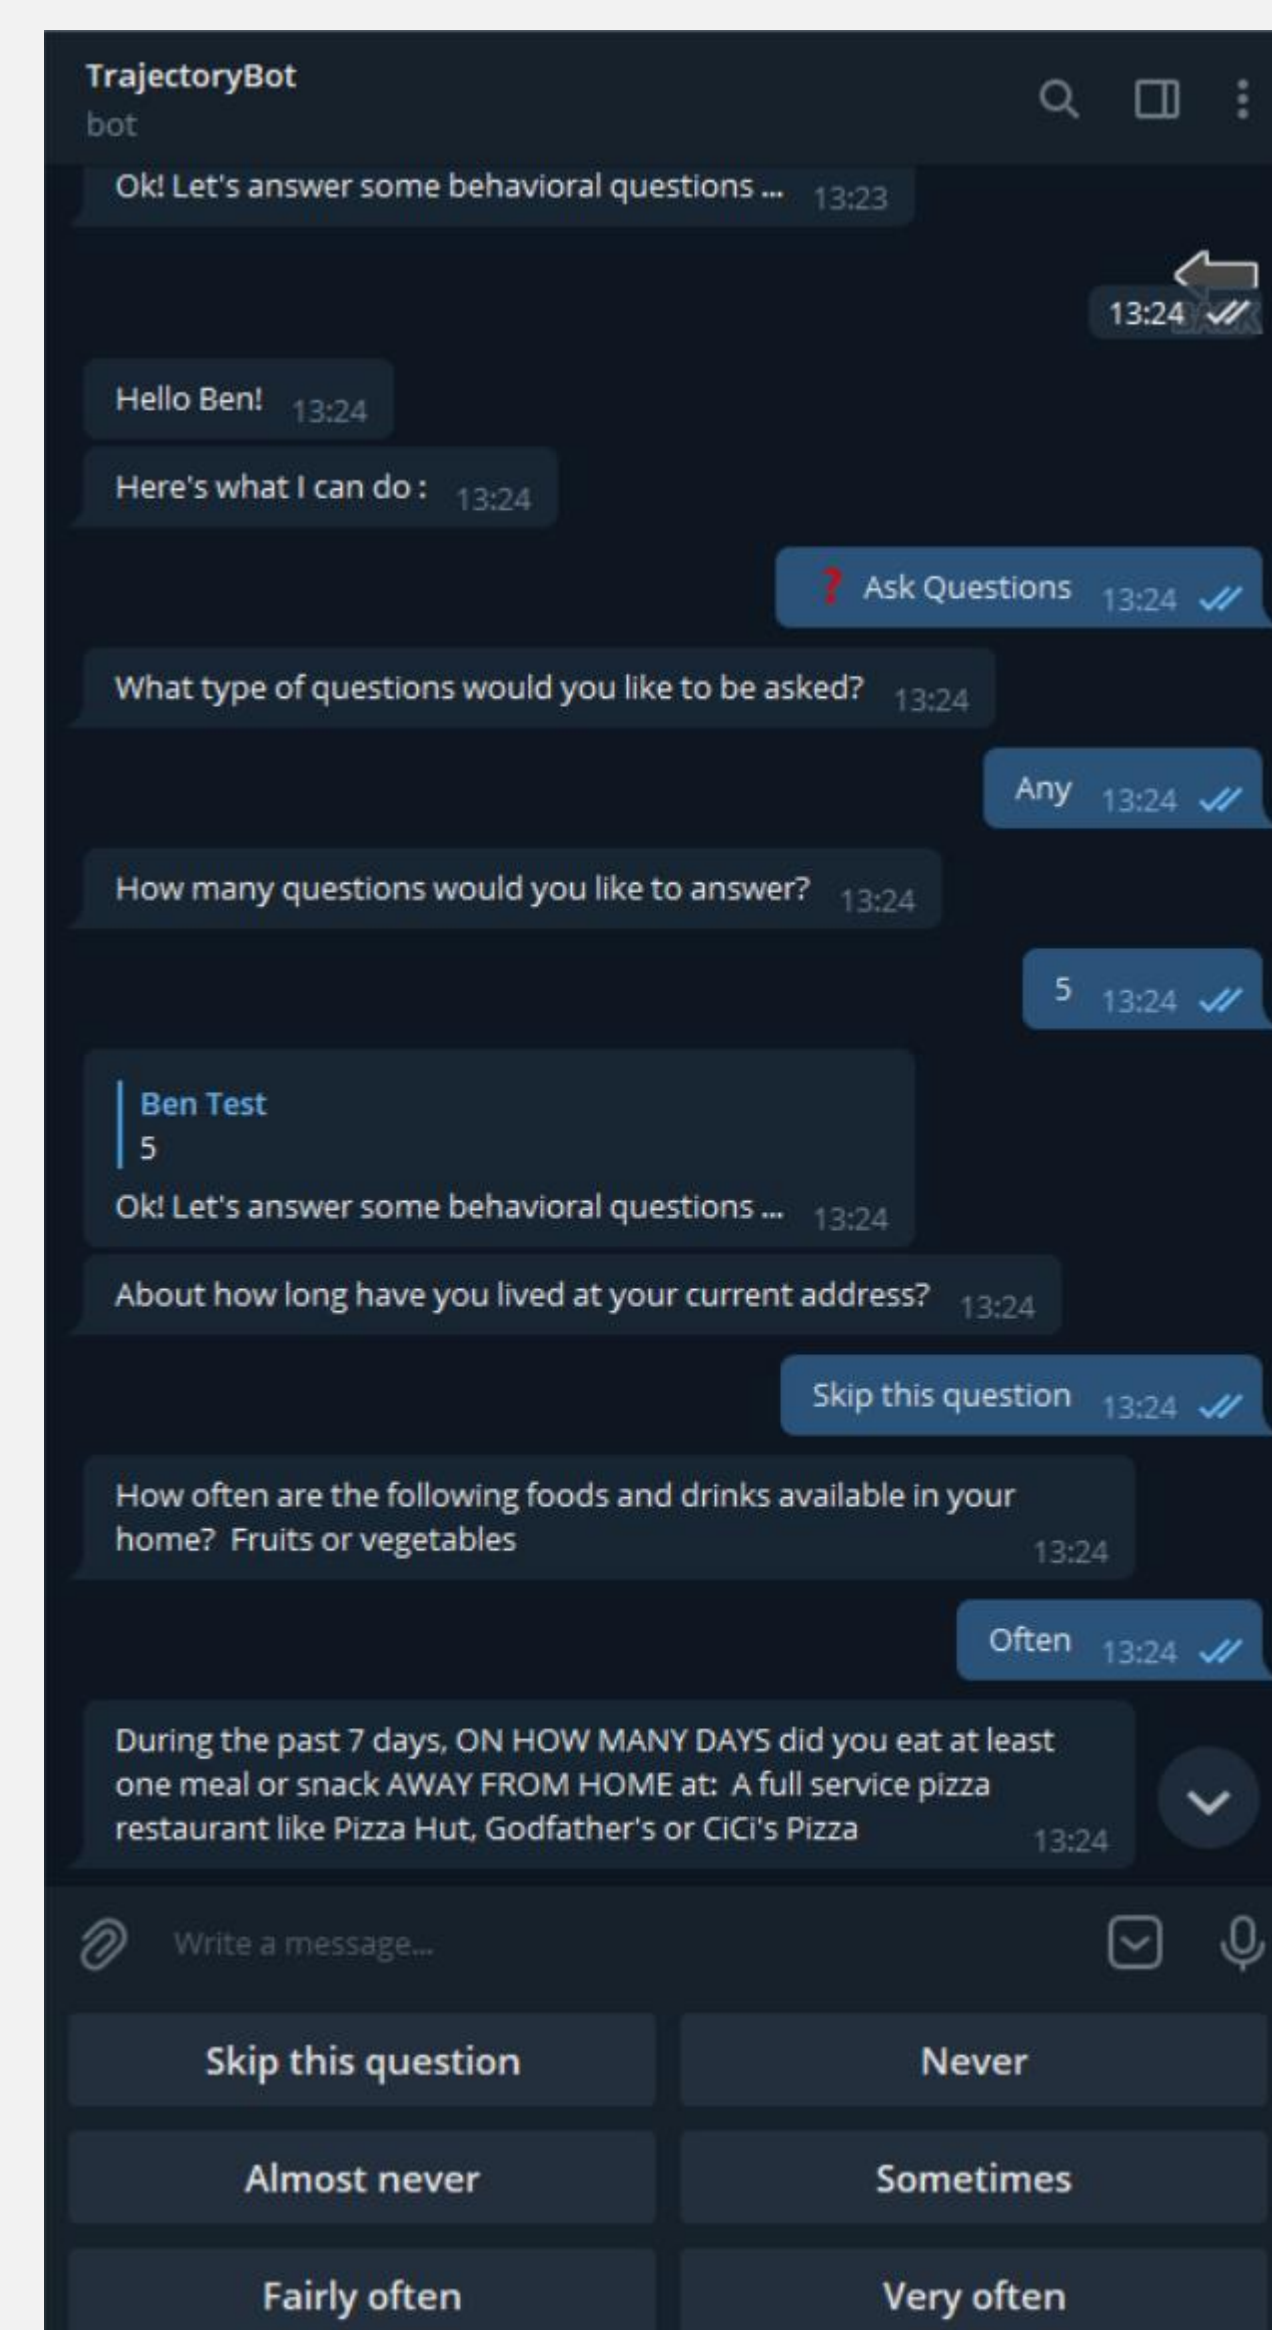 TrajectoryBot
bot
Ok! Let's answer some behavioral questions ... 13:23
BACK
13:24
Hello Ben! 13:24
Here's what I can do : 13:24
❓ Ask Questions 13:24
What type of questions would you like to be asked? 13:24
Any 13:24
How many questions would you like to answer? 13:24
5 13:24
Ben Test
5
Ok! Let's answer some behavioral questions ... 13:24
About how long have you lived at your current address? 13:24
Skip this question 13:24
How often are the following foods and drinks available in your
home? Fruits or vegetables 13:24
Often 13:24
During the past 7 days, ON HOW MANY DAYS did you eat at least
one meal or snack AWAY FROM HOME at: A full service pizza
restaurant like Pizza Hut, Godfather's or CiCi's Pizza 13:24
Write a message...
Skip this question
Never
Almost never
Sometimes
Fairly often
Very often